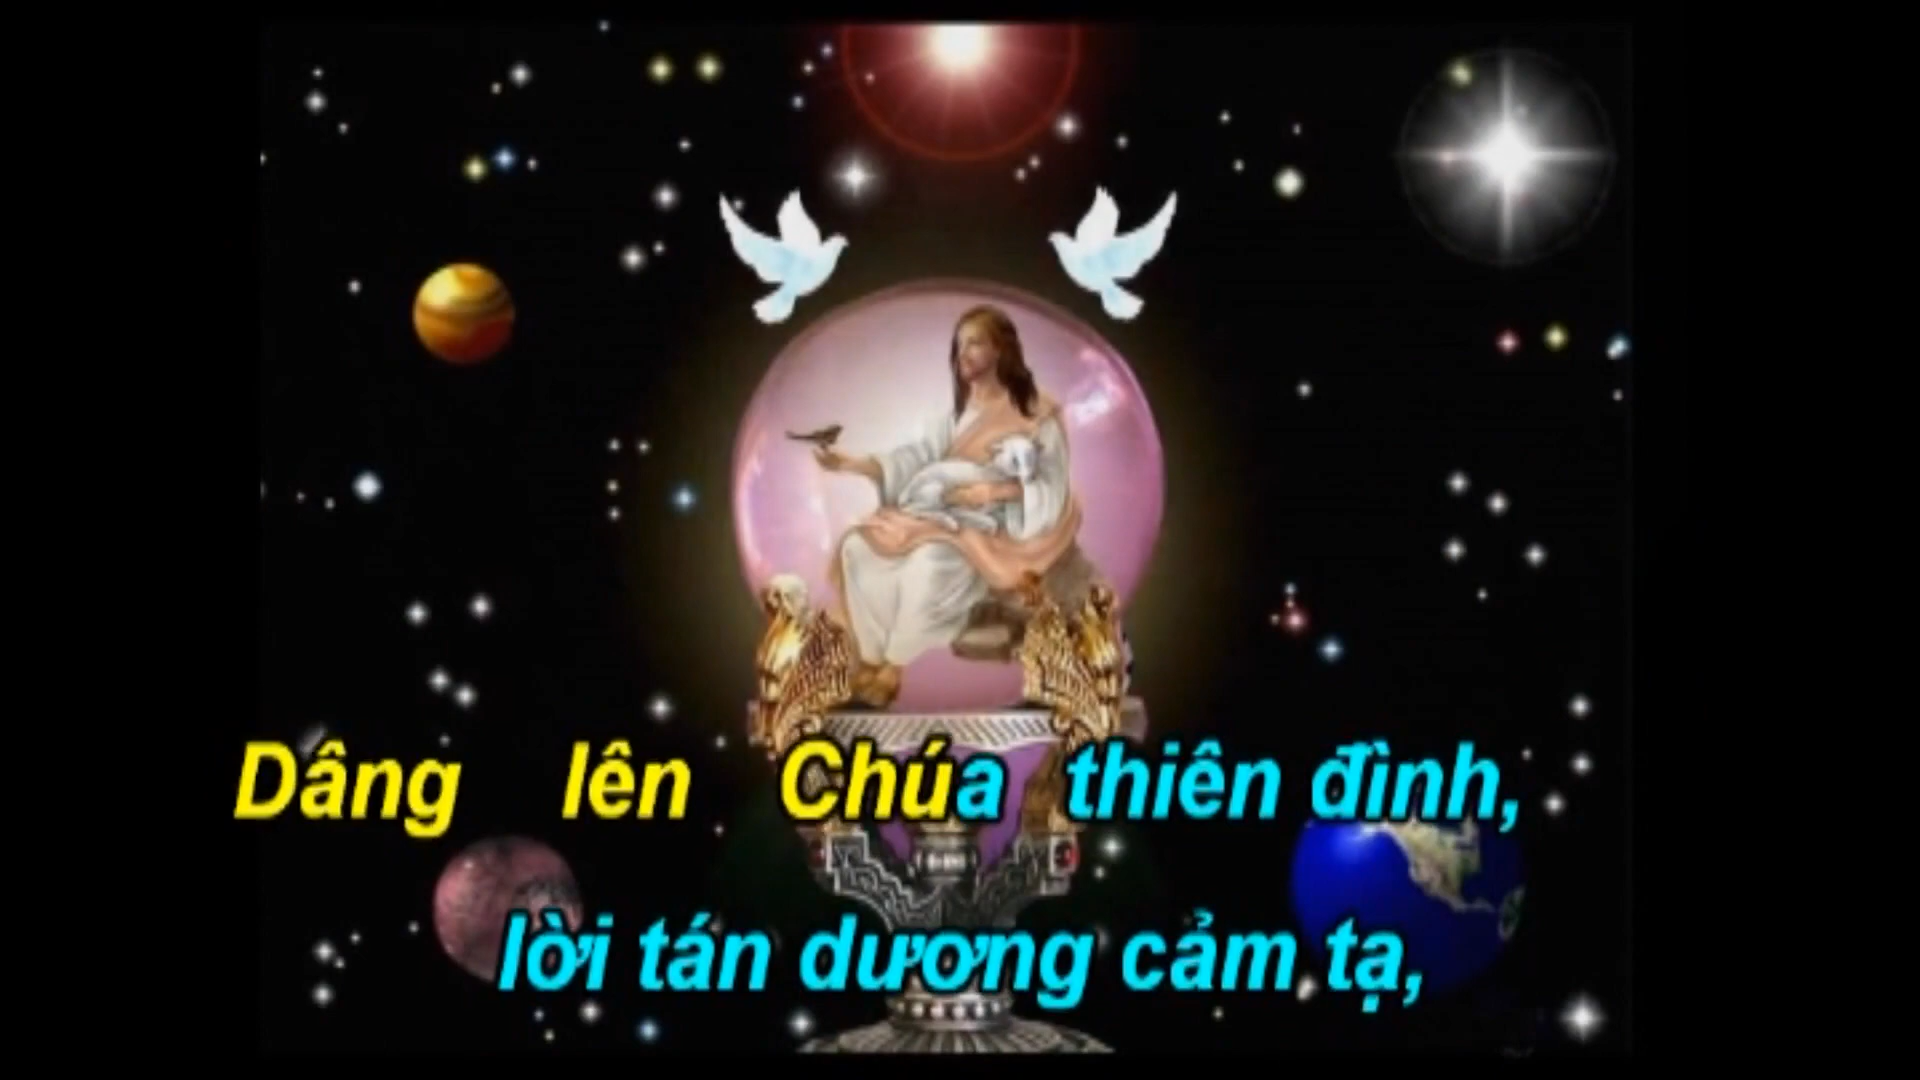 Dâng lên Chúa thiên đình,
lời tán dương cảm tạ,